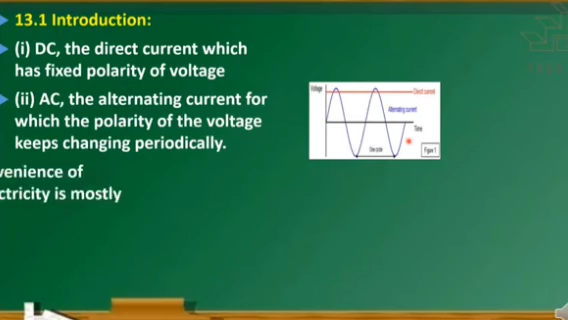 13.1 Introduction:
(i) DC, the direct current which
has fixed polarity of voltage
(ii) AC, the alternating current for
which the polarity of the voltage
keeps changing periodically.
venience of
ctricity is mostly
Voltage
Direct current
Alternating current
Time
One cycle
Figure 1